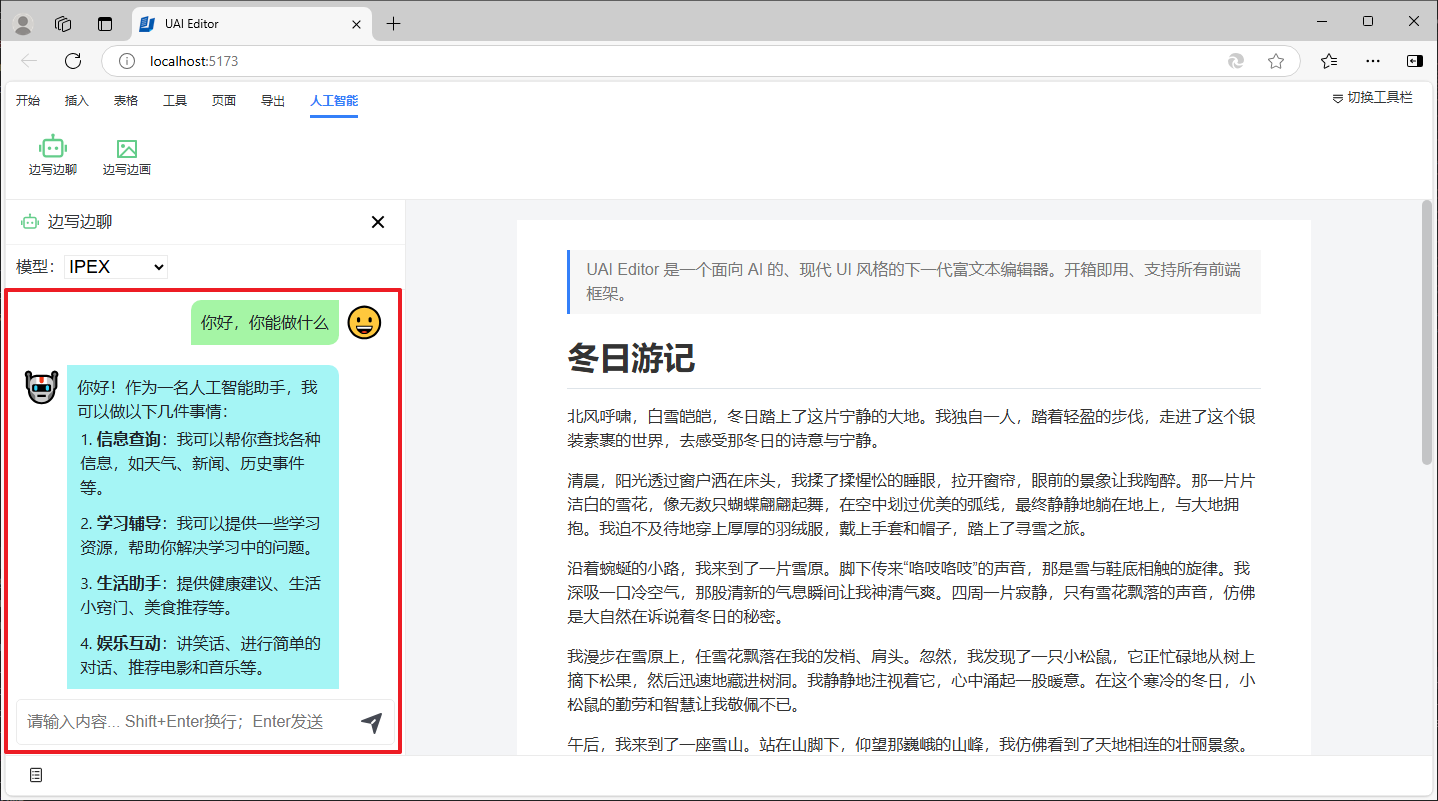 UAI Editor
localhost:5173
开始 插入 表格 工具 页面 导出 人工智能
切换工具栏
边写边聊 边写边画
边写边聊
模型： IPEX
你好，你能做什么
你好！作为一名人工智能助手，我
可以做以下几件事情：
1. 信息查询：我可以帮你查找各种
信息，如天气、新闻、历史事件
等。
2. 学习辅导：我可以提供一些学习
资源，帮助你解决学习中的问题。
3. 生活助手：提供健康建议、生活
小窍门、美食推荐等。
4. 娱乐互动：讲笑话、进行简单的
对话、推荐电影和音乐等。
请输入内容... Shift+Enter换行；Enter发送
UAI Editor 是一个面向 AI 的、现代 UI 风格的下一代富文本编辑器。开箱即用、支持所有前端
框架。
冬日游记
北风呼啸，白雪皑皑，冬日踏上了这片宁静的大地。我独自一人，踏着轻盈的步伐，走进了这个银
装素裹的世界，去感受那冬日的诗意与宁静。
清晨，阳光透过窗户洒在床头，我揉了揉惺忪的睡眼，拉开窗帘，眼前的景象让我陶醉。那一片片
洁白的雪花，像无数只蝴蝶翩翩起舞，在空中划过优美的弧线，最终静静地躺在地上，与大地拥
抱。我迫不及待地穿上厚厚的羽绒服，戴上手套和帽子，踏上了寻雪之旅。
沿着蜿蜒的小路，我来到了一片雪原。脚下传来“咯吱咯吱”的声音，那是雪与鞋底相触的旋律。我
深吸一口冷空气，那股清新的气息瞬间让我神清气爽。四周一片寂静，只有雪花飘落的声音，仿佛
是大自然在诉说着冬日的秘密。
我漫步在雪原上，任雪花飘落在我的发梢、肩头。忽然，我发现了一只小松鼠，它正忙碌地从树上
摘下松果，然后迅速地藏进树洞。我静静地注视着它，心中涌起一股暖意。在这个寒冷的冬日，小
松鼠的勤劳和智慧让我敬佩不已。
午后，我来到了一座雪山。站在山脚下，仰望那巍峨的山峰，我仿佛看到了天地相连的壮丽景象。